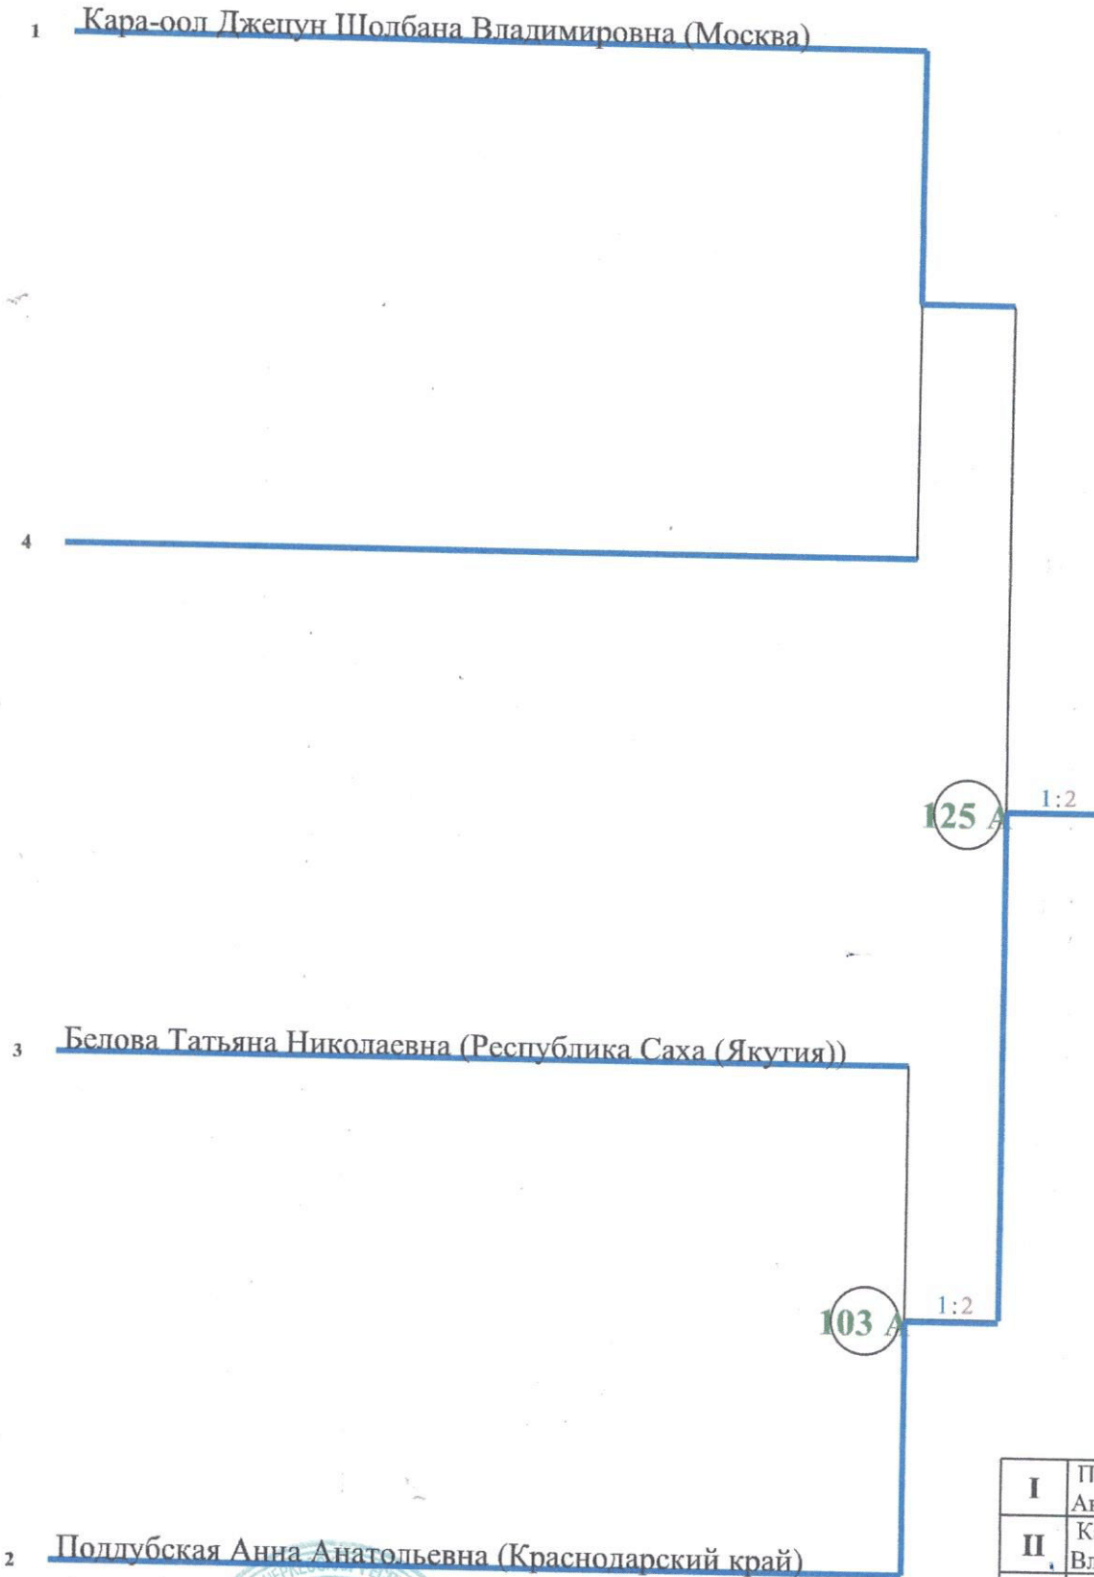 1 Кара-оол Джецун Шолбана Владимировна (Москва)
4
125 А 1:2
3 Белова Татьяна Николаевна (Республика Саха (Якутия))
103 А 1:2
I
II
2 Поддубская Анна Анатольевна (Краснодарский край)